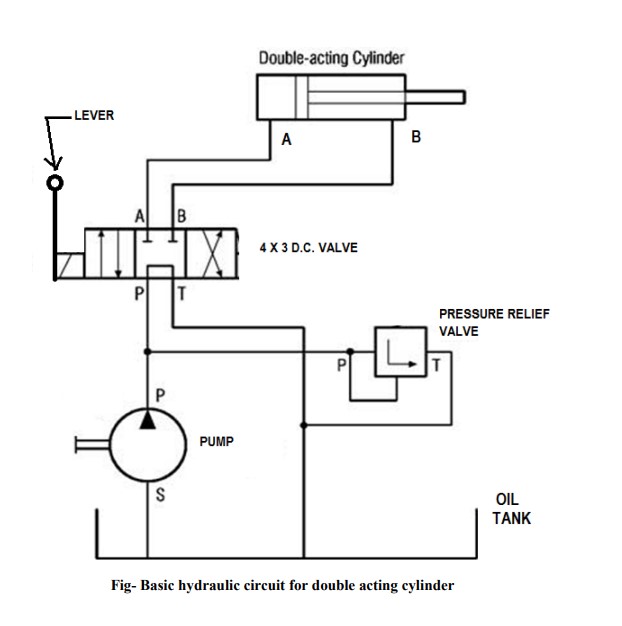 Double-acting Cylinder
LEVER
A
B
A B
4 X 3 D.C. VALVE
P T
PRESSURE RELIEF
VALVE
P
T
P
PUMP
S
OIL
TANK
Fig- Basic hydraulic circuit for double acting cylinder